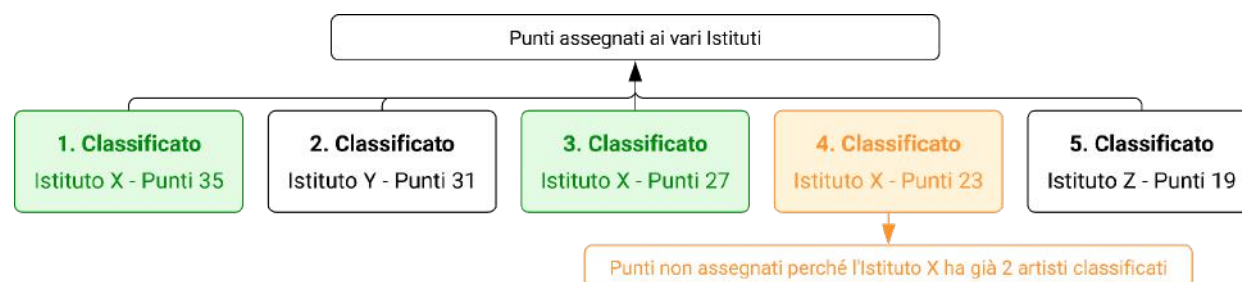 Punti assegnati ai vari Istituti
1. Classificato
Istituto X - Punti 35
2. Classificato
Istituto Y - Punti 31
3. Classificato
Istituto X - Punti 27
4. Classificato
Istituto X - Punti 23
5. Classificato
Istituto Z - Punti 19
Punti non assegnati perché l'Istituto X ha già 2 artisti classificati